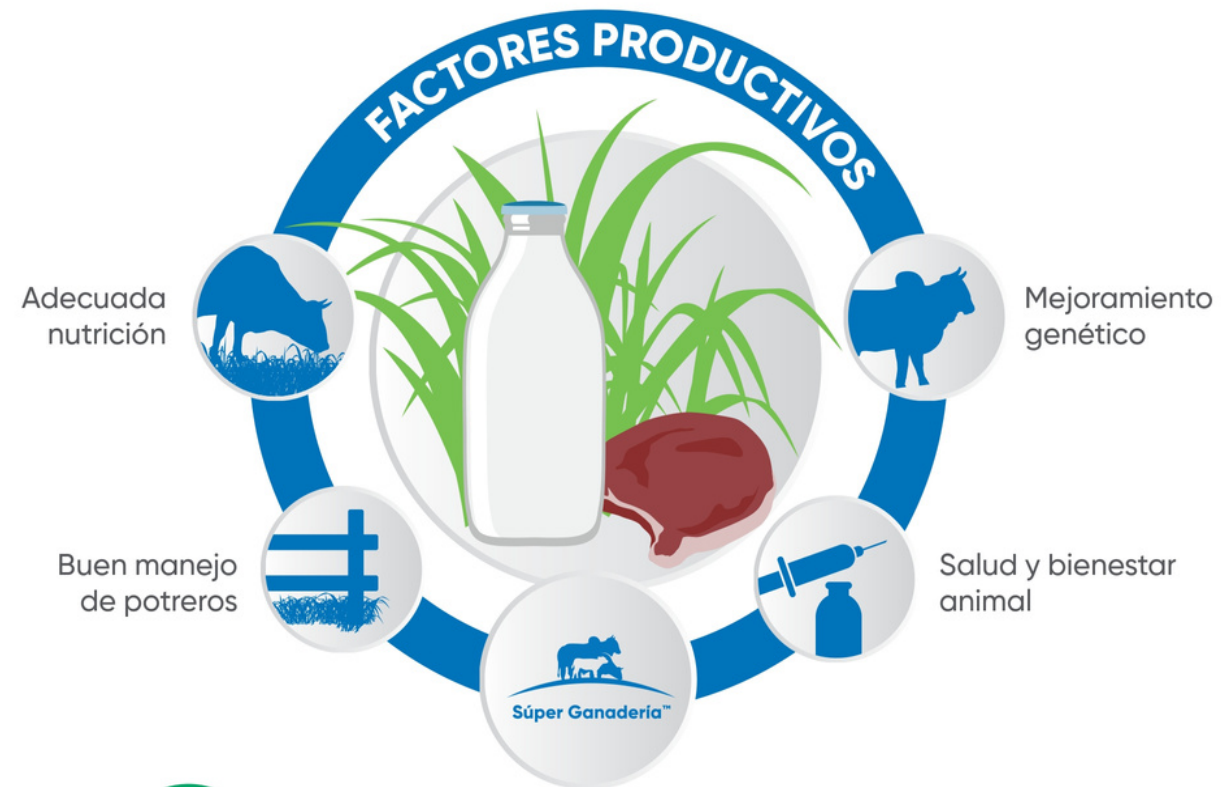 FACTORES PRODUCTIVOS
Adecuada
nutrición
Mejoramiento
genético
Buen manejo
de potreros
Salud y bienestar
animal
Súper Ganadería™